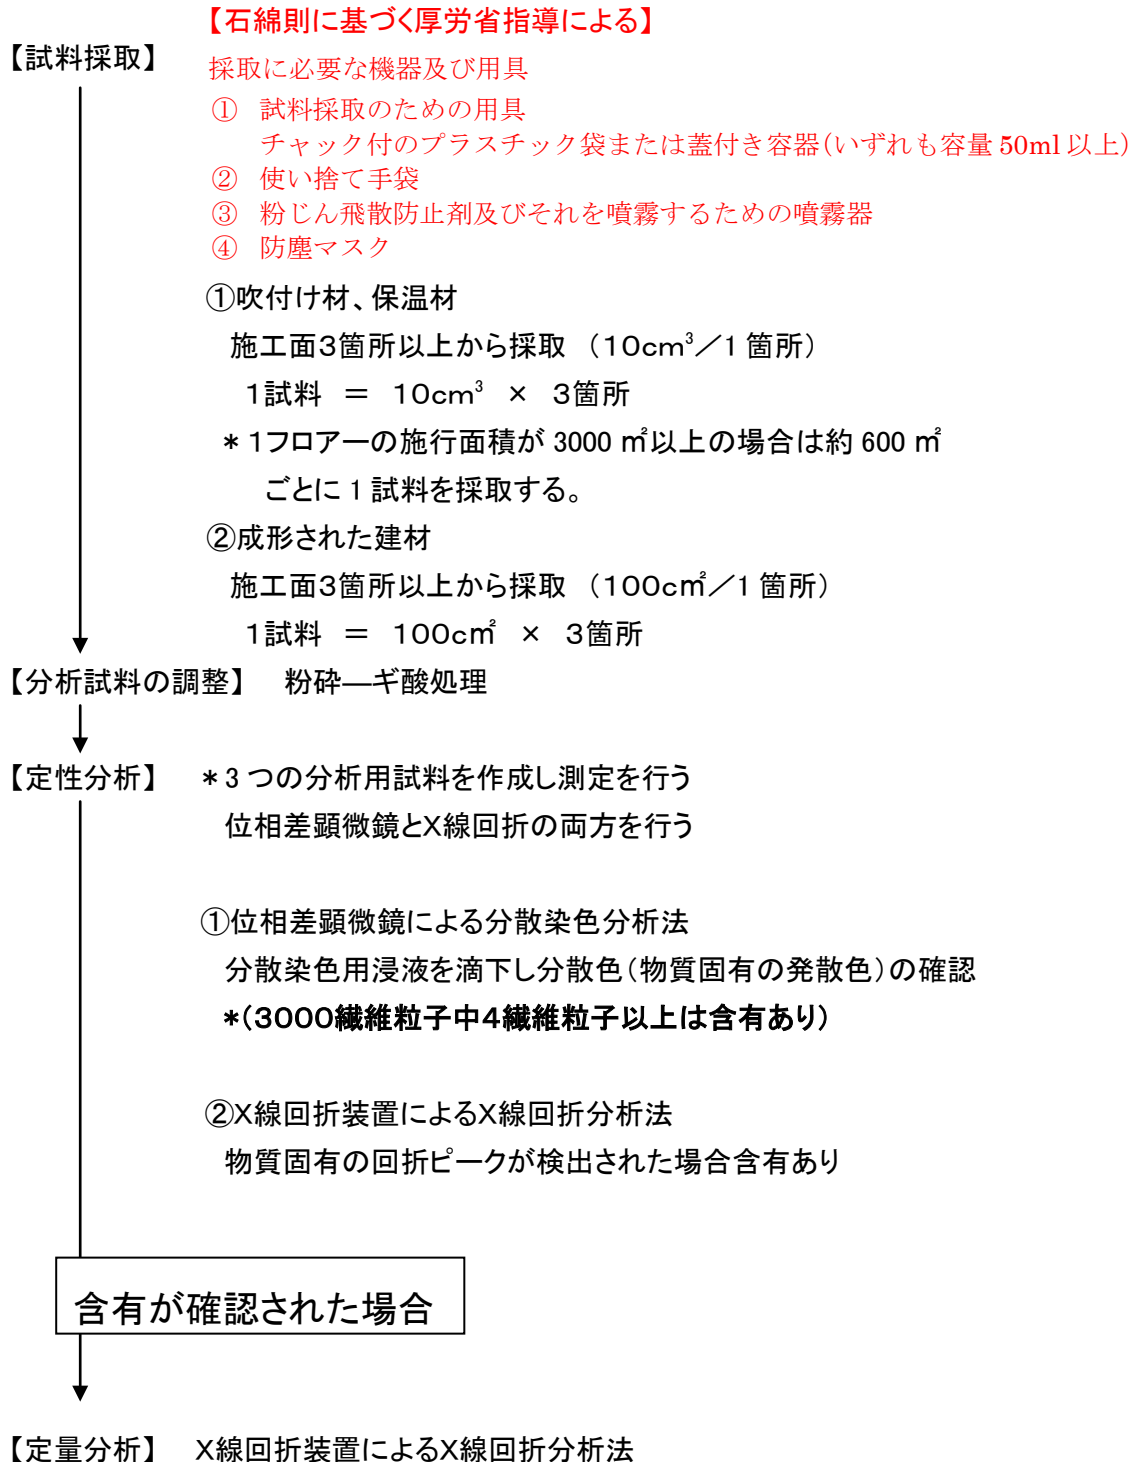 【石綿則に基づく厚労省指導による】
【試料採取】
採取に必要な機器及び用具
① 試料採取のための用具
チャック付のプラスチック袋または蓋付き容器(いずれも容量 50ml 以上)
② 使い捨て手袋
③ 粉じん飛散防止剤及びそれを噴霧するための噴霧器
④ 防塵マスク
①吹付け材、保温材
施工面3箇所以上から採取 (10cm³/1 箇所)
1試料 = 10cm³ × 3箇所
*1フロアーの施行面積が 3000 ㎡以上の場合は約 600 ㎡
ごとに 1 試料を採取する。
②成形された建材
施工面3箇所以上から採取 (100c㎡/1 箇所)
1試料 = 100c㎡ × 3箇所
【分析試料の調整】 粉砕―ギ酸処理
【定性分析】 *3 つの分析用試料を作成し測定を行う
位相差顕微鏡とX線回折の両方を行う
①位相差顕微鏡による分散染色分析法
分散染色用浸液を滴下し分散色(物質固有の発散色)の確認
*(3000繊維粒子中4繊維粒子以上は含有あり)
②X線回折装置によるX線回折分析法
物質固有の回折ピークが検出された場合含有あり
含有が確認された場合
【定量分析】 X線回折装置によるX線回折分析法